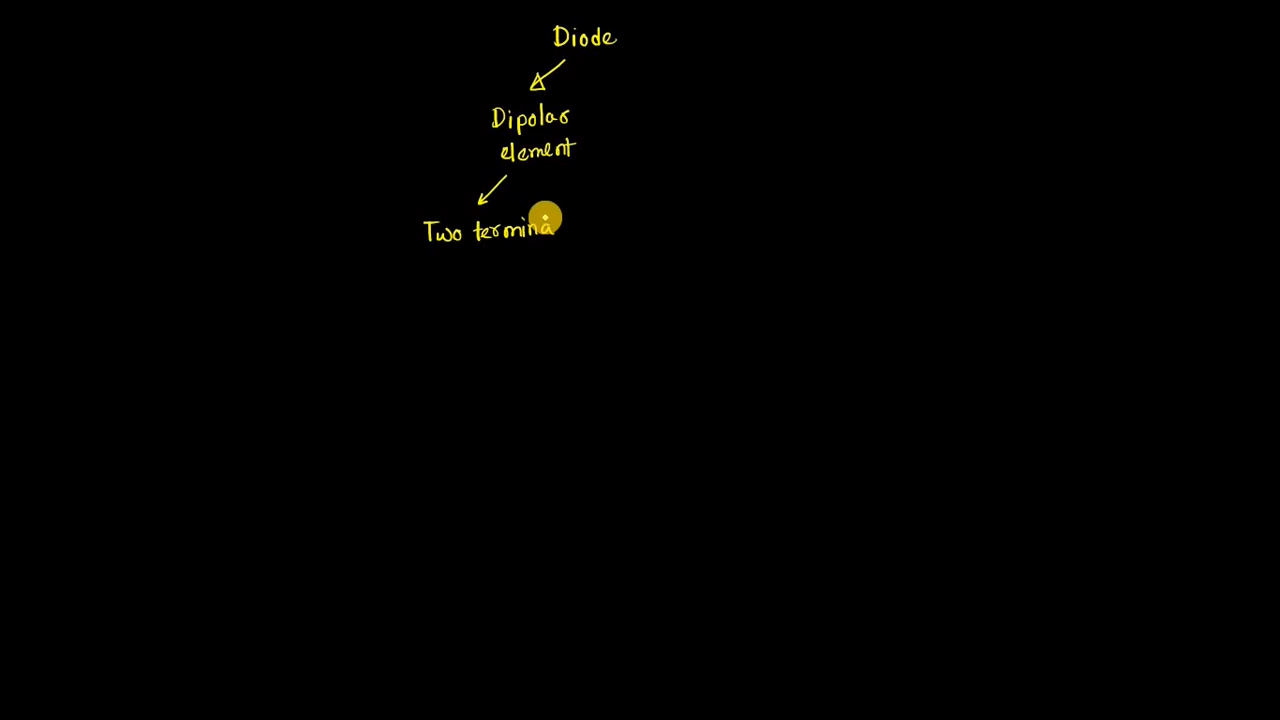 Diode
Dipolar
element
Two termina